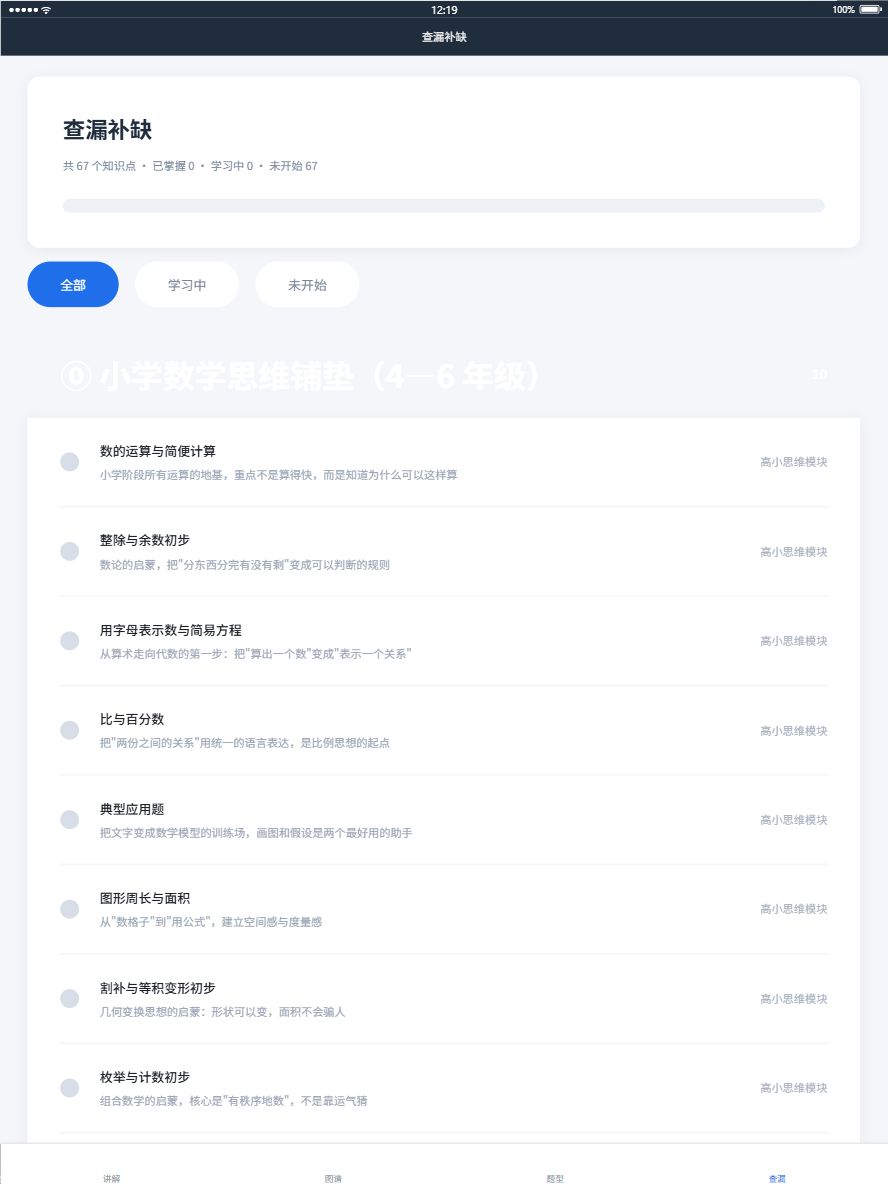 12:19
100%
查漏补缺
查漏补缺
共 67 个知识点 · 已掌握 0 · 学习中 0 · 未开始 67
全部
学习中
未开始
⓪ 小学数学思维铺垫（4—6 年级）
10
数的运算与简便计算
小学阶段所有运算的地基，重点不是算得快，而是知道为什么可以这样算
高小思维模块
整除与余数初步
数论的启蒙，把"分东西分完有没有剩"变成可以判断的规则
高小思维模块
用字母表示数与简易方程
从算术走向代数的第一步：把"算出一个数"变成"表示一个关系"
高小思维模块
比与百分数
把"两份之间的关系"用统一的语言表达，是比例思想的起点
高小思维模块
典型应用题
把文字变成数学模型的训练场，画图和假设是两个最好用的助手
高小思维模块
图形周长与面积
从"数格子"到"用公式"，建立空间感与度量感
高小思维模块
割补与等积变形初步
几何变换思想的启蒙：形状可以变，面积不会骗人
高小思维模块
枚举与计数初步
组合数学的启蒙，核心是"有秩序地数"，不是靠运气猜
高小思维模块
讲解
图谱
题型
查漏